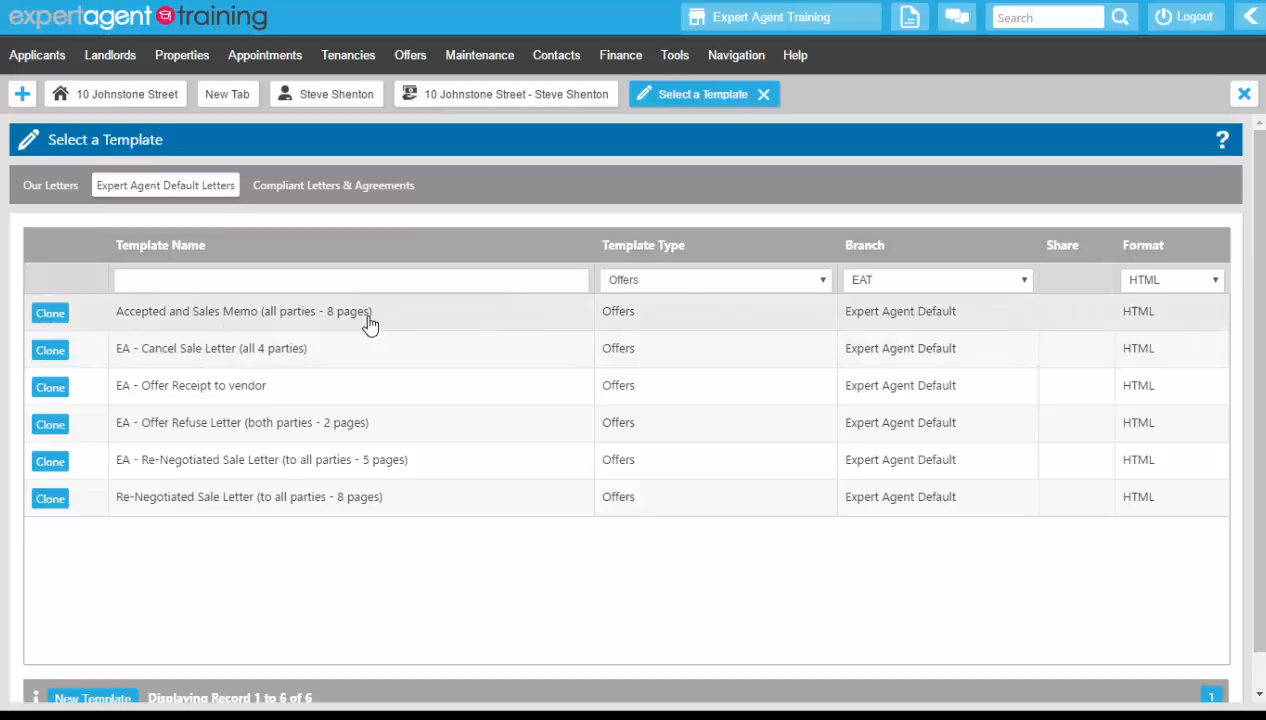 expertagent training Expert Agent Training Search Logout
Applicants Landlords Properties Appointments Tenancies Offers Maintenance Contacts Finance Tools Navigation Help
10 Johnstone Street New Tab Steve Shenton 10 Johnstone Street - Steve Shenton Select a Template
Select a Template ?
Our Letters Expert Agent Default Letters Compliant Letters & Agreements
Template Name Template Type Branch Share Format
Offers EAT HTML
Clone Accepted and Sales Memo (all parties - 8 pages) Offers Expert Agent Default HTML
Clone EA - Cancel Sale Letter (all 4 parties) Offers Expert Agent Default HTML
Clone EA - Offer Receipt to vendor Offers Expert Agent Default HTML
Clone EA - Offer Refuse Letter (both parties - 2 pages) Offers Expert Agent Default HTML
Clone EA - Re-Negotiated Sale Letter (to all parties - 5 pages) Offers Expert Agent Default HTML
Clone Re-Negotiated Sale Letter (to all parties - 8 pages) Offers Expert Agent Default HTML
New Template Displaying Record 1 to 6 of 6 1